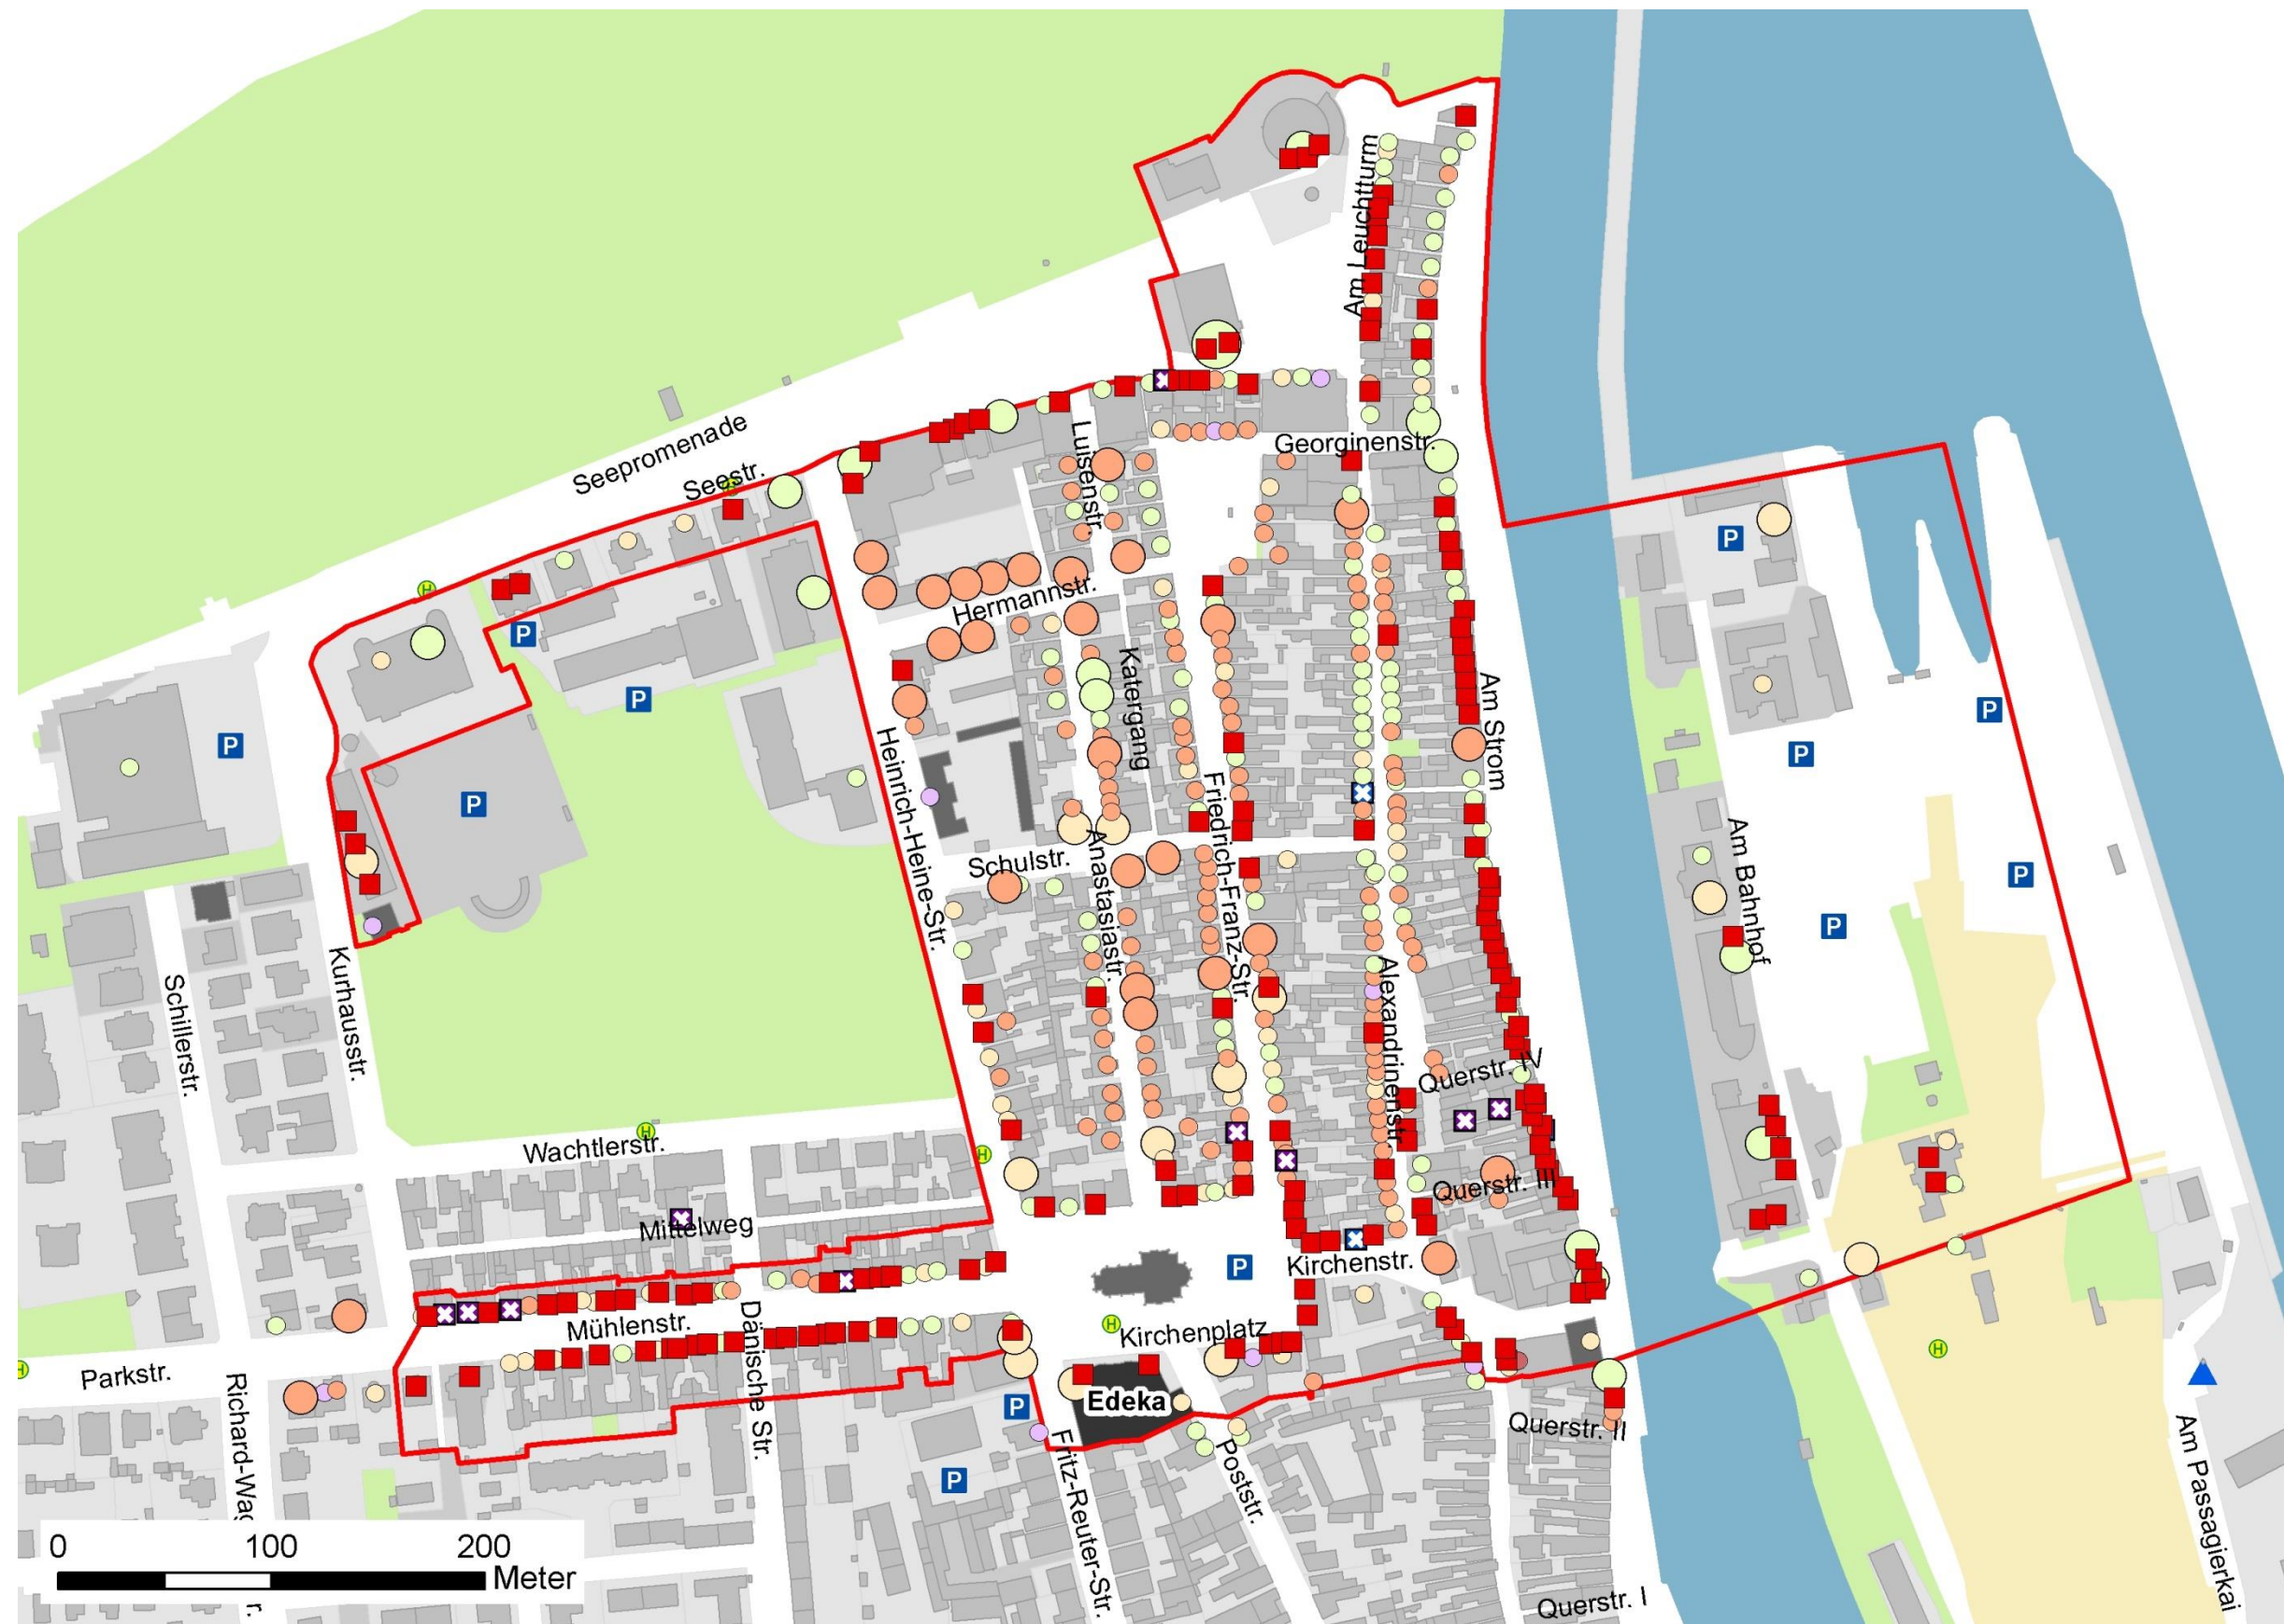 Am Leuchtturm
Seepromenade
Seestr.
Luisenstr.
Georginenstr.
Hermannstr.
Katergang
Am Strom
Heinrich-Heine-Str.
Friedrich-Franz-Str.
Schulstr.
Anastasiastr.
Am Bahnhof
Alexandrinenstr.
Kurhausstr.
Schillerstr.
Querstr. IV
Wachtlerstr.
Querstr. III
Mittelweg
Kirchenstr.
Mühlenstr.
Dänische Str.
Kirchenplatz
Parkstr.
Edeka
Querstr. II
Fritz-Reuter-Str.
Poststr.
Am Passagierkai
Querstr. I
0 100 200
Meter
P
P
P
P
P
P
P
P
P
P
P
P
P
H
H
H
H
H
H
H